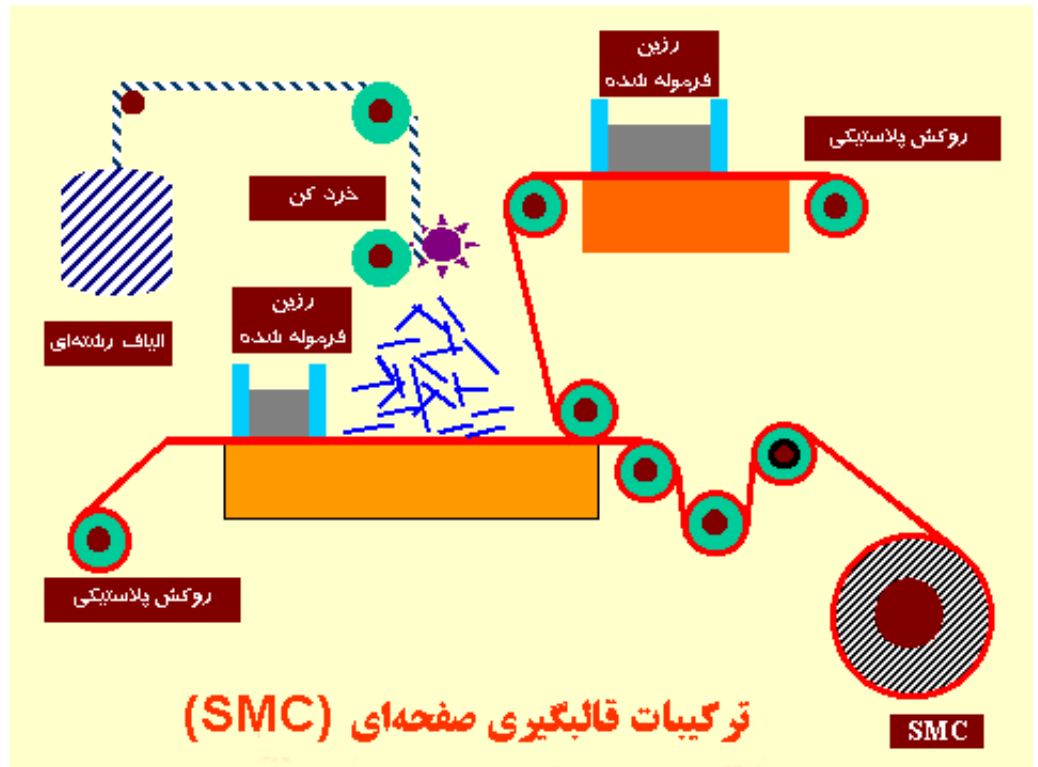 رزین
فرموله شده
روکش پلاستیکی
خرد کن
رزین
فرموله شده
الیاف رشته‌ای
روکش پلاستیکی
ترکیبات قالبگیری صفحه‌ای (SMC)
SMC